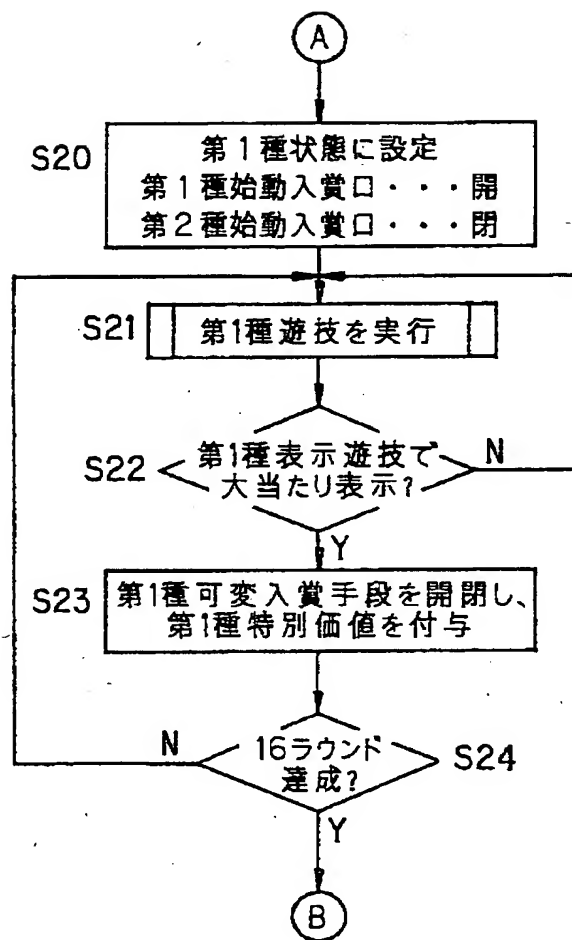 A
S20
第1種状態に設定
第1種始動入賞口・・・開
第2種始動入賞口・・・閉
S21
第1種遊技を実行
S22
第1種表示遊技で
大当たり表示?
N
Y
S23
第1種可変入賞手段を開閉し、
第1種特別価値を付与
N
16ラウンド
達成?
S24
Y
B